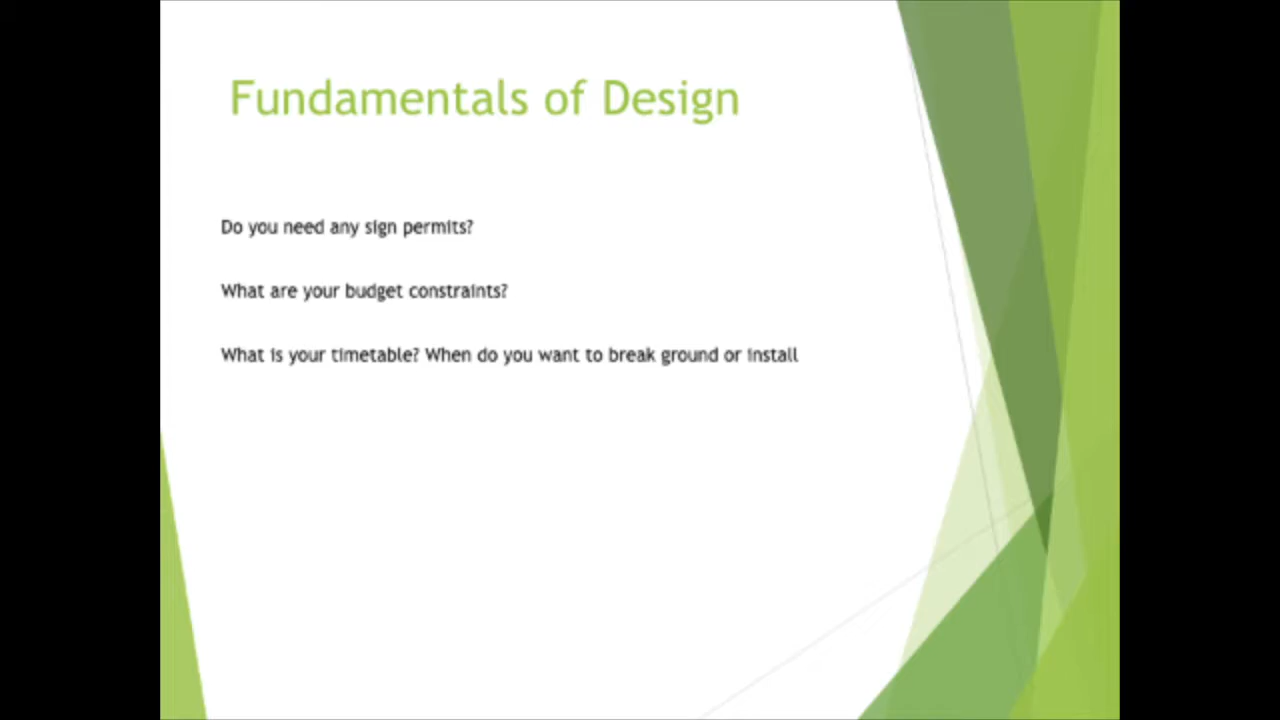 Fundamentals of Design
Do you need any sign permits?
What are your budget constraints?
What is your timetable? When do you want to break ground or install